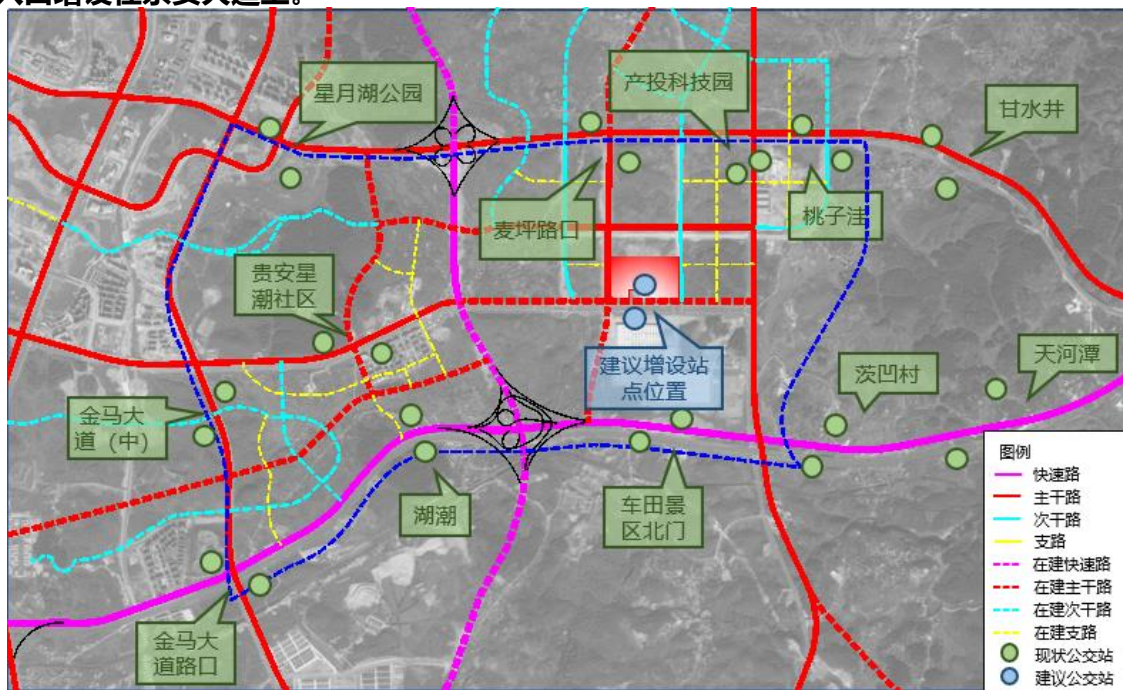 星月湖公园
产投科技园
甘水井
麦坪路口
桃子洼
贵安星
潮社区
建议增设站
点位置
天河潭
茨凹村
金马大
道（中）
湖潮
车田景
区北门
金马大
道路口
图例
快速路
主干路
次干路
支路
在建快速路
在建主干路
在建次干路
在建支路
现状公交站
建议公交站